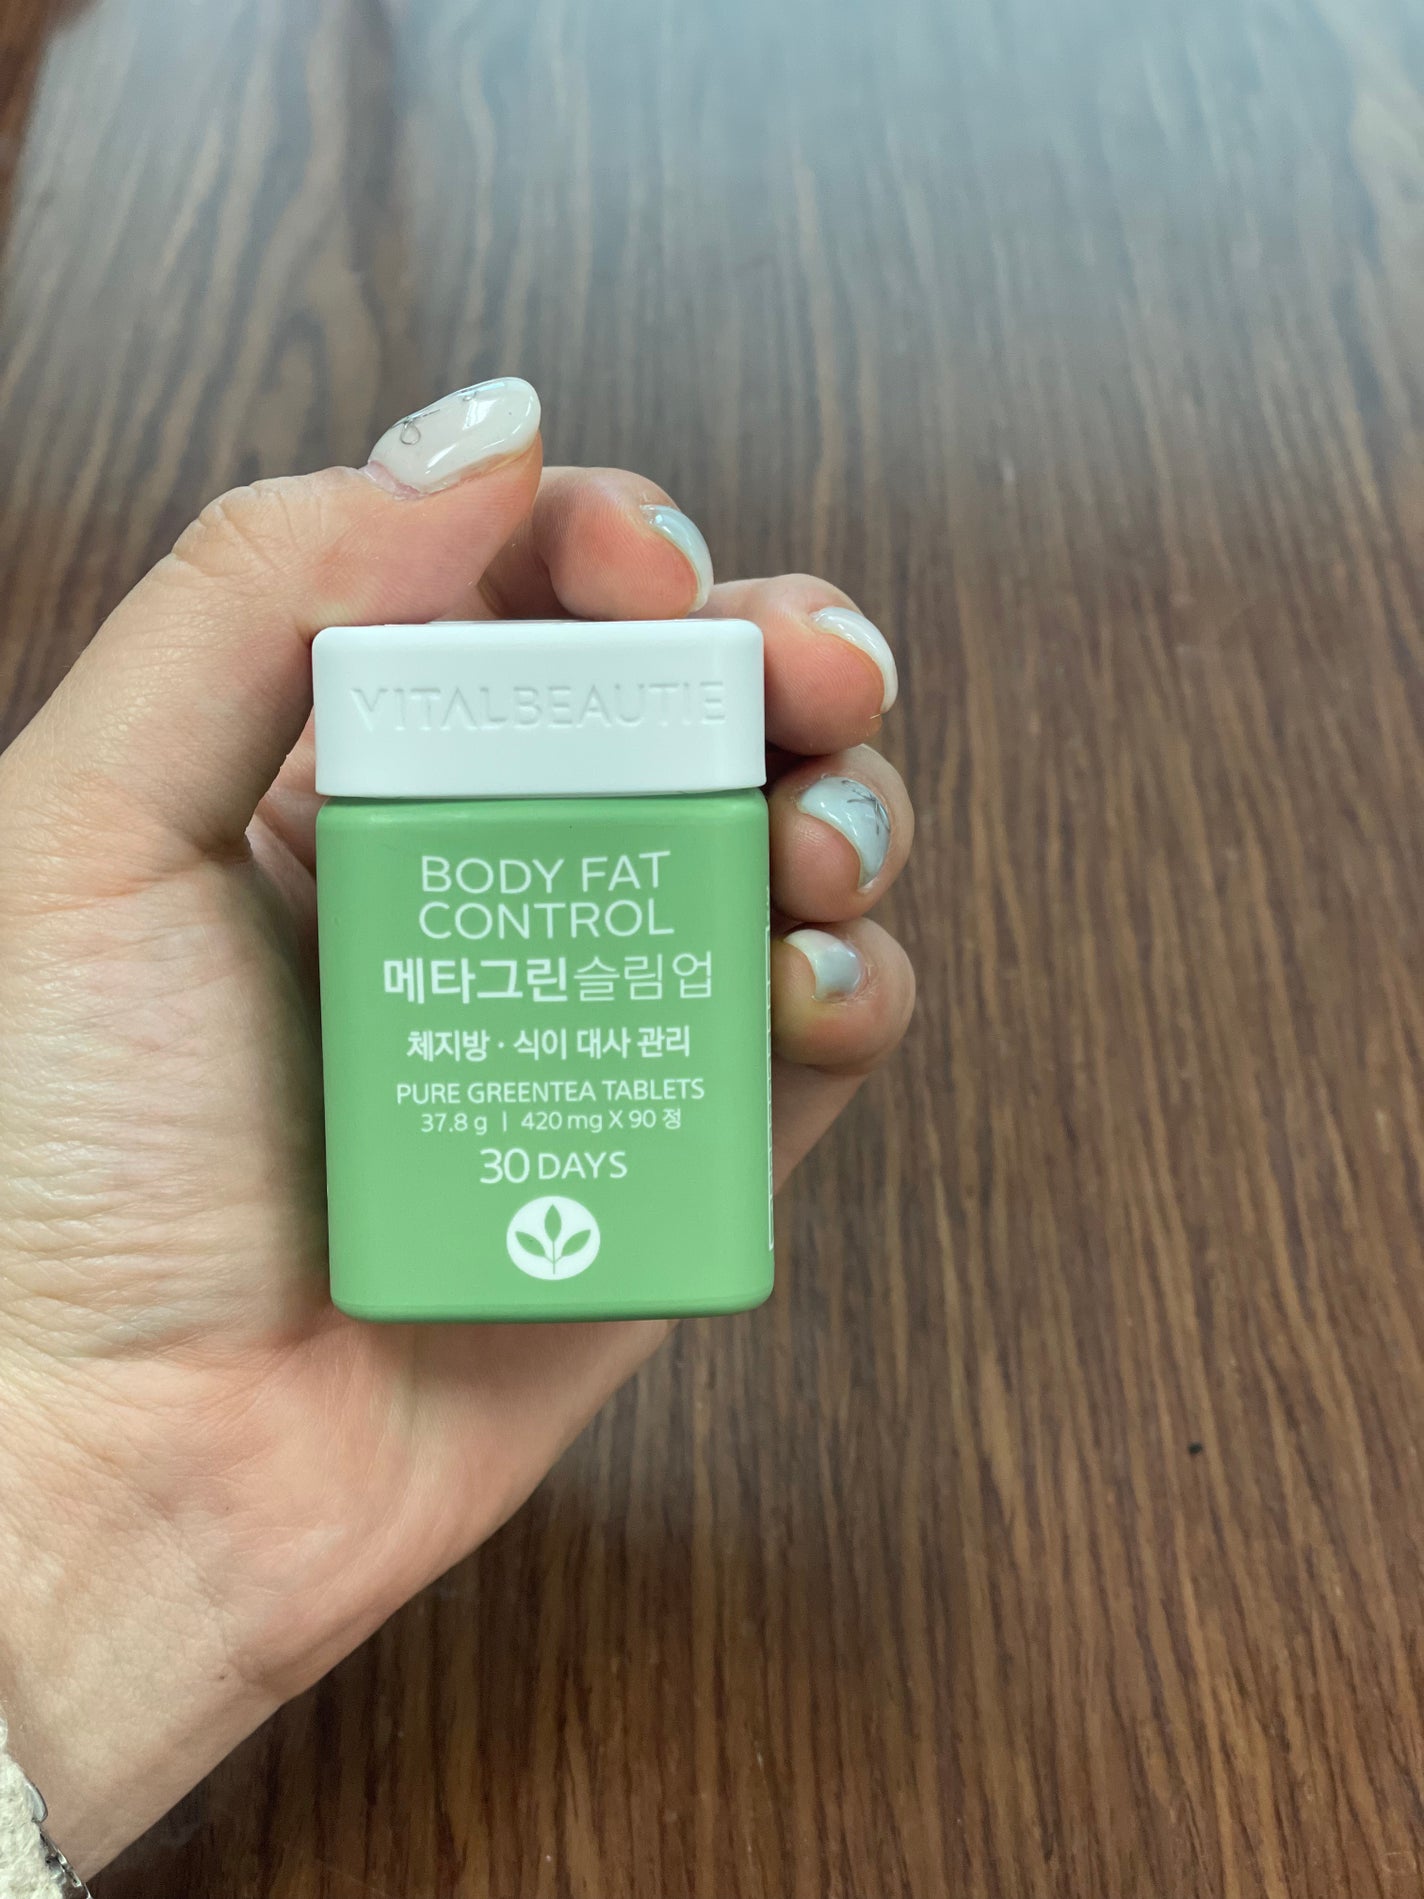 VITALBEAUTIE
BODY FAT
CONTROL
메타그린슬림업
체지방 · 식이 대사 관리
PURE GREENTEA TABLETS
37.8 g | 420 mg X 90 정
30 DAYS